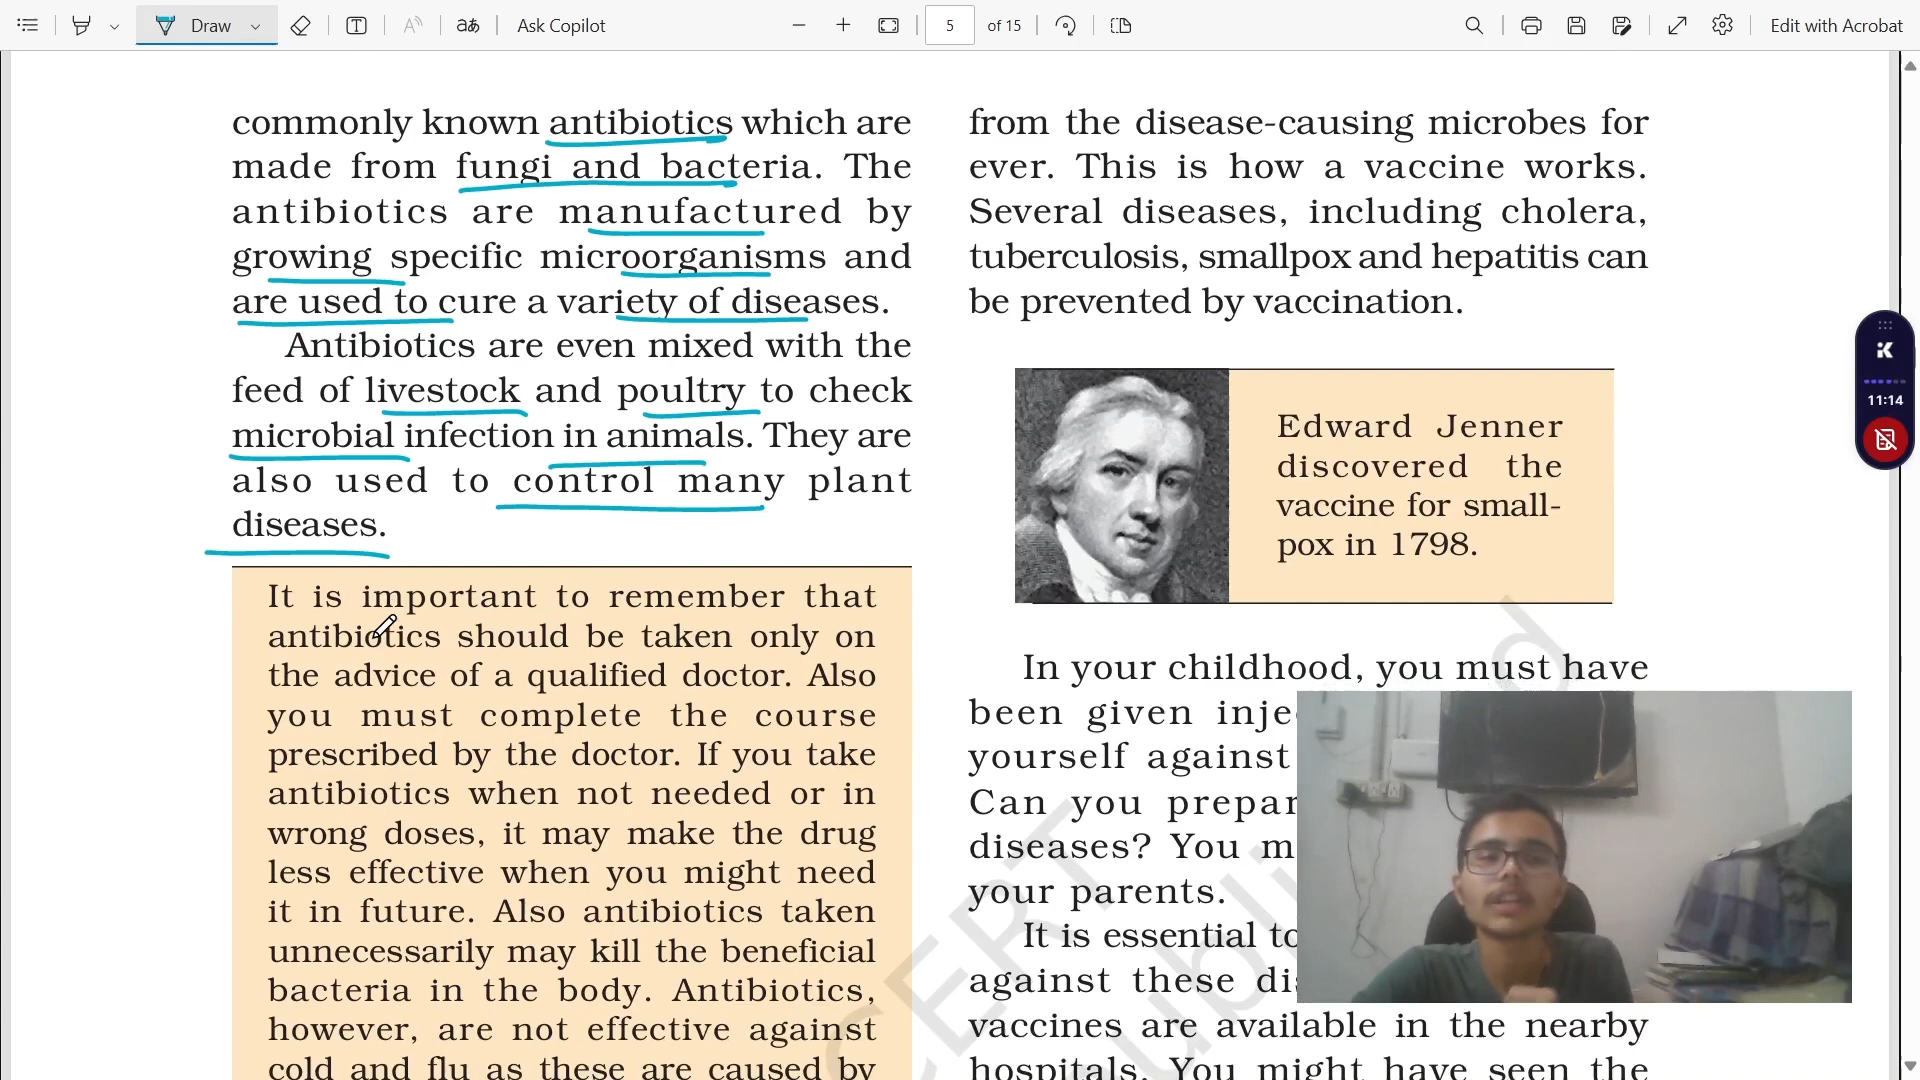 Draw
Ask Copilot
5 of 15
Edit with Acrobat
commonly known antibiotics which are
made from fungi and bacteria. The
antibiotics are manufactured by
growing specific microorganisms and
are used to cure a variety of diseases.
Antibiotics are even mixed with the
feed of livestock and poultry to check
microbial infection in animals. They are
also used to control many plant
diseases.
It is important to remember that
antibiotics should be taken only on
the advice of a qualified doctor. Also
you must complete the course
prescribed by the doctor. If you take
antibiotics when not needed or in
wrong doses, it may make the drug
less effective when you might need
it in future. Also antibiotics taken
unnecessarily may kill the beneficial
bacteria in the body. Antibiotics,
however, are not effective against
cold and flu as these are caused by
from the disease-causing microbes for
ever. This is how a vaccine works.
Several diseases, including cholera,
tuberculosis, smallpox and hepatitis can
be prevented by vaccination.
Edward Jenner
discovered the
vaccine for small-
pox in 1798.
In your childhood, you must have
been given inje
yourself against
Can you prepar
diseases? You m
your parents.
It is essential to
against these di
vaccines are available in the nearby
hospitals. You might have seen the
11:14